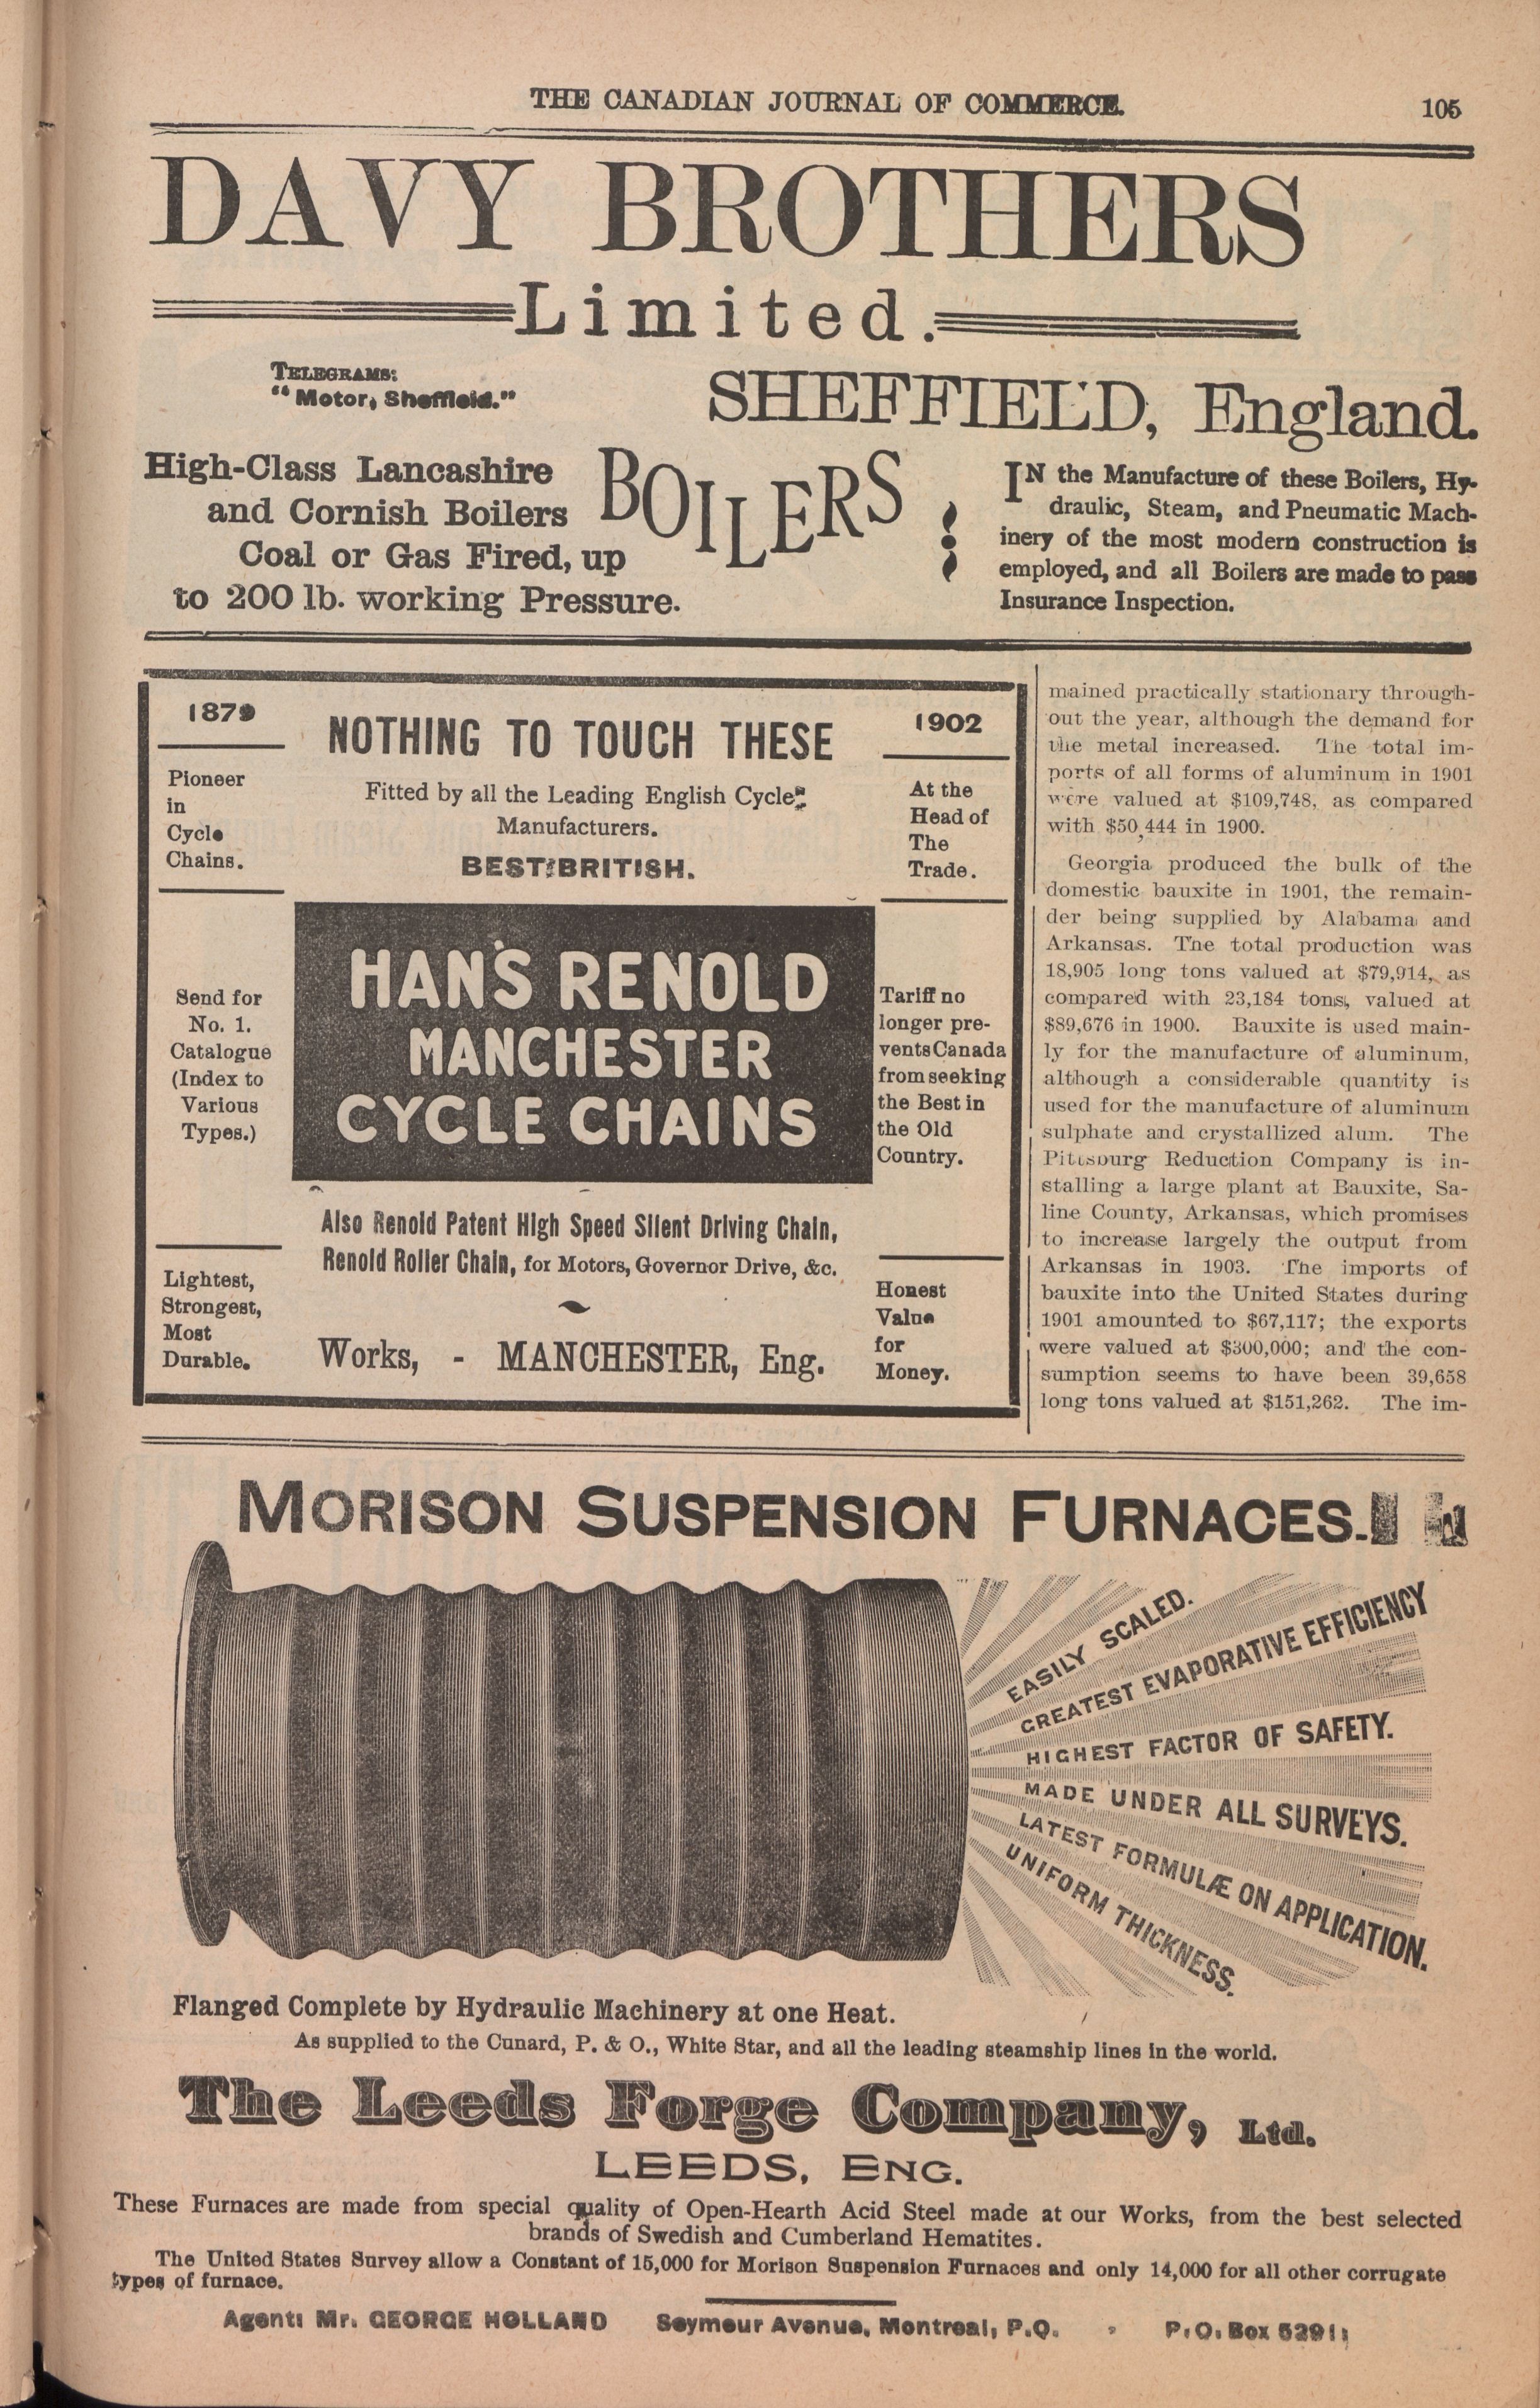 THE CANADIAN JOURNAL OF COMMERCE. 105
DAVY BROTHERS
Limited.
TELEGRAMS:
"Motor, Sheffield."
SHEFFIELD, England.
High-Class Lancashire
and Cornish Boilers
Coal or Gas Fired, up
to 200 lb. working Pressure.
BOILERS
IN the Manufacture of these Boilers, Hy-
draulic, Steam, and Pneumatic Mach-
inery of the most modern construction is
employed, and all Boilers are made to pass
Insurance Inspection.
1879
Pioneer
in
Cycle
Chains.
Send for
No. 1.
Catalogue
(Index to
Various
Types.)
Lightest,
Strongest,
Most
Durable.
NOTHING TO TOUCH THESE
Fitted by all the Leading English Cycle
Manufacturers.
BEST BRITISH.
HANS RENOLD
MANCHESTER
CYCLE CHAINS
Also Renold Patent High Speed Silent Driving Chain,
Renold Roller Chain, for Motors, Governor Drive, &c.
Works, - MANCHESTER, Eng.
1902
At the
Head of
The
Trade.
Tariff no
longer pre-
vents Canada
from seeking
the Best in
the Old
Country.
Honest
Value
for
Money.
mained practically stationary through-
out the year, although the demand for
the metal increased. The total im-
ports of all forms of aluminum in 1901
were valued at $109,748, as compared
with $50,444 in 1900.
Georgia produced the bulk of the
domestic bauxite in 1901, the remain-
der being supplied by Alabama and
Arkansas. The total production was
18,905 long tons valued at $79,914, as
compared with 23,184 tons, valued at
$89,676 in 1900. Bauxite is used main-
ly for the manufacture of aluminum,
although a considerable quantity is
used for the manufacture of aluminum
sulphate and crystallized alum. The
Pittsburg Reduction Company is in-
stalling a large plant at Bauxite, Sa-
line County, Arkansas, which promises
to increase largely the output from
Arkansas in 1903. The imports of
bauxite into the United States during
1901 amounted to $67,117; the exports
were valued at $300,000; and the con-
sumption seems to have been 39,658
long tons valued at $151,262. The im-
MORISON SUSPENSION FURNACES.
EASILY SCALED.
GREATEST EVAPORATIVE EFFICIENCY
HIGHEST FACTOR OF SAFETY.
MADE UNDER ALL SURVEYS.
LATEST FORMULÆ ON APPLICATION.
UNIFORM THICKNESS.
Flanged Complete by Hydraulic Machinery at one Heat.
As supplied to the Cunard, P. & O., White Star, and all the leading steamship lines in the world.
The Leeds Forge Company, Ltd.
LEEDS, ENG.
These Furnaces are made from special quality of Open-Hearth Acid Steel made at our Works, from the best selected
brands of Swedish and Cumberland Hematites.
The United States Survey allow a Constant of 15,000 for Morison Suspension Furnaces and only 14,000 for all other corrugate
types of furnace.
Agent: Mr. GEORGE HOLLAND Seymour Avenue, Montreal, P.Q. - P.O. Box 5291;